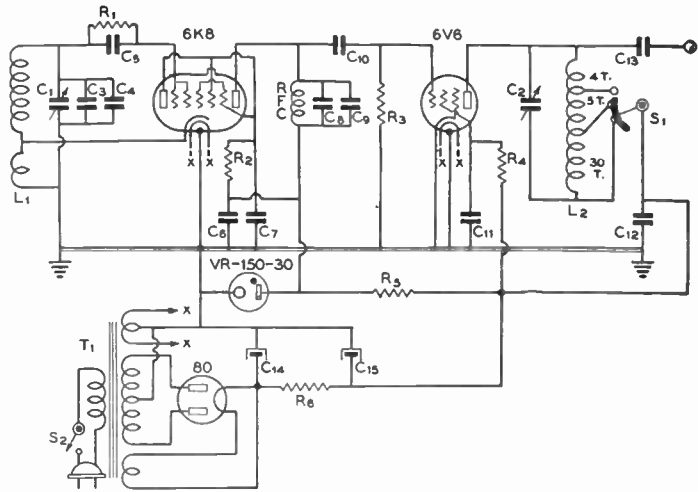 R1
6K8
6V6
C5
C10
C13
C1
C3
C4
RFC
C8
C9
R3
C2
4 T.
5 T.
30 T.
S1
R2
R4
X X
X X
L1
C6
C7
C11
L2
C12
VR-150-30
R5
X
T1
X
80
C14
C15
R6
S2